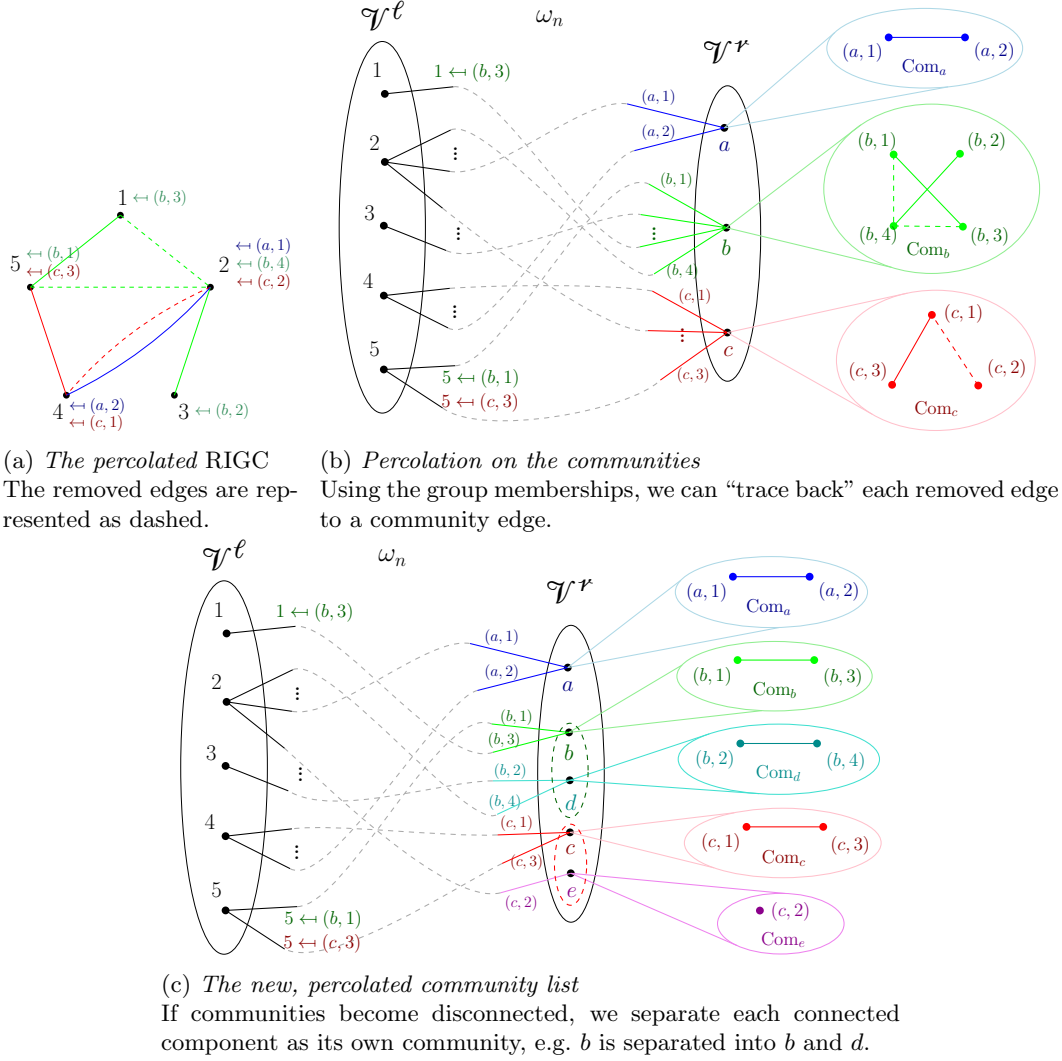 𝒱^ℓ
ω_n
𝒱^r
1
1 ↤ (b, 3)
2
3
4
5
5 ↤ (b, 1)
5 ↤ (c, 3)
(a, 1)
(a, 2)
a
(b, 1)
(b, 4)
b
(c, 1)
(c, 3)
c
(a, 1) (a, 2)
Com_a
(b, 1) (b, 2)
(b, 4) (b, 3)
Com_b
(c, 1)
(c, 3) (c, 2)
Com_c
1 ↤ (b, 3)
5 ↤ (b, 1)
↤ (c, 3)
2 ↤ (a, 1)
↤ (b, 4)
↤ (c, 2)
4 ↤ (a, 2)
↤ (c, 1)
3 ↤ (b, 2)
(a) The percolated RIGC
The removed edges are rep-
resented as dashed.
(b) Percolation on the communities
Using the group memberships, we can “trace back” each removed edge
to a community edge.
𝒱^ℓ
ω_n
𝒱^r
1
1 ↤ (b, 3)
2
3
4
5
5 ↤ (b, 1)
5 ↤ (c, 3)
(a, 1)
(a, 2)
a
(b, 1)
(b, 3)
b
(b, 2)
(b, 4)
d
(c, 1)
(c, 3)
c
(c, 2)
e
(a, 1) (a, 2)
Com_a
(b, 1) (b, 3)
Com_b
(b, 2) (b, 4)
Com_d
(c, 1) (c, 3)
Com_c
(c, 2)
Com_e
(c) The new, percolated community list
If communities become disconnected, we separate each connected
component as its own community, e.g. b is separated into b and d.